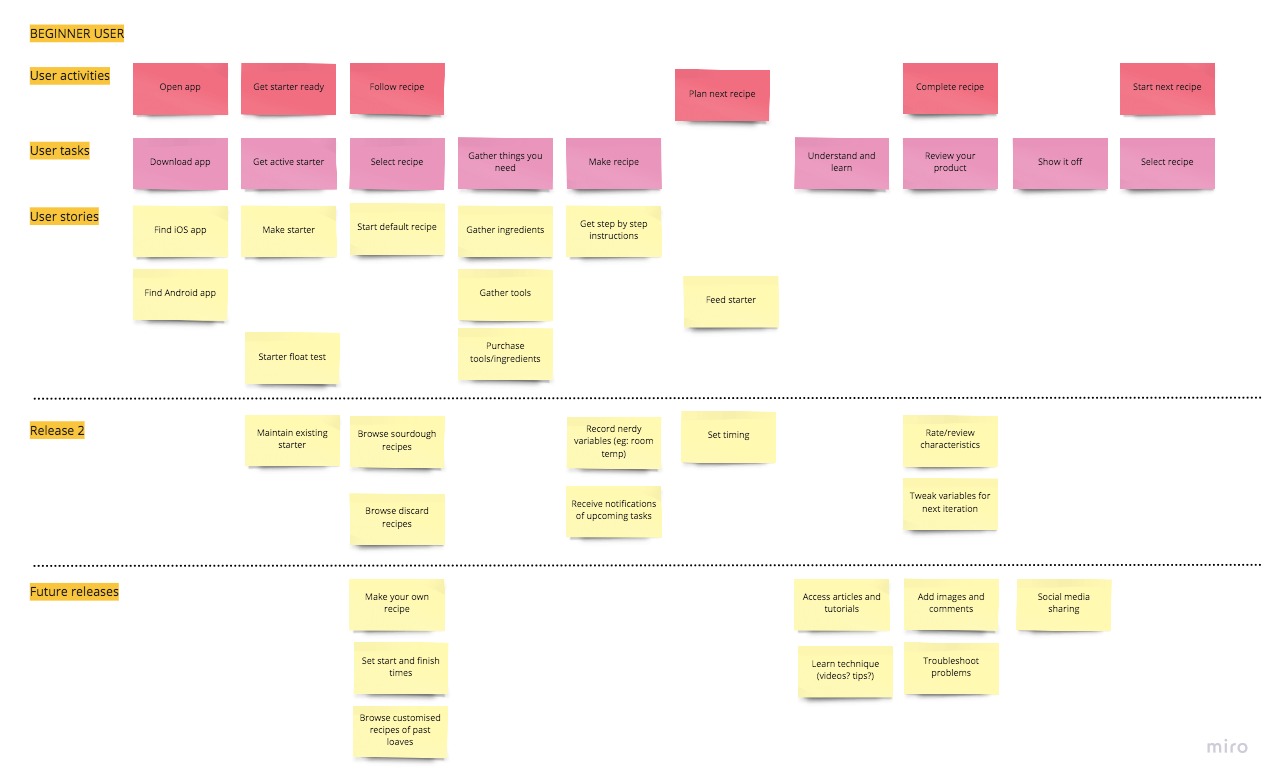 BEGINNER USER
User activities
Open app
Get starter ready
Follow recipe
Plan next recipe
Complete recipe
Start next recipe
User tasks
Download app
Get active starter
Select recipe
Gather things you
need
Make recipe
Understand and
learn
Review your
product
Show it off
Select recipe
User stories
Find iOS app
Make starter
Start default recipe
Gather ingredients
Get step by step
instructions
Find Android app
Gather tools
Feed starter
Starter float test
Purchase
tools/ingredients
Release 2
Maintain existing
starter
Browse sourdough
recipes
Record nerdy
variables (eg: room
temp)
Set timing
Rate/review
characteristics
Browse discard
recipes
Receive notifications
of upcoming tasks
Tweak variables for
next iteration
Future releases
Make your own
recipe
Access articles and
tutorials
Add images and
comments
Social media
sharing
Set start and finish
times
Learn technique
(videos? tips?)
Troubleshoot
problems
Browse customised
recipes of past
loaves
miro